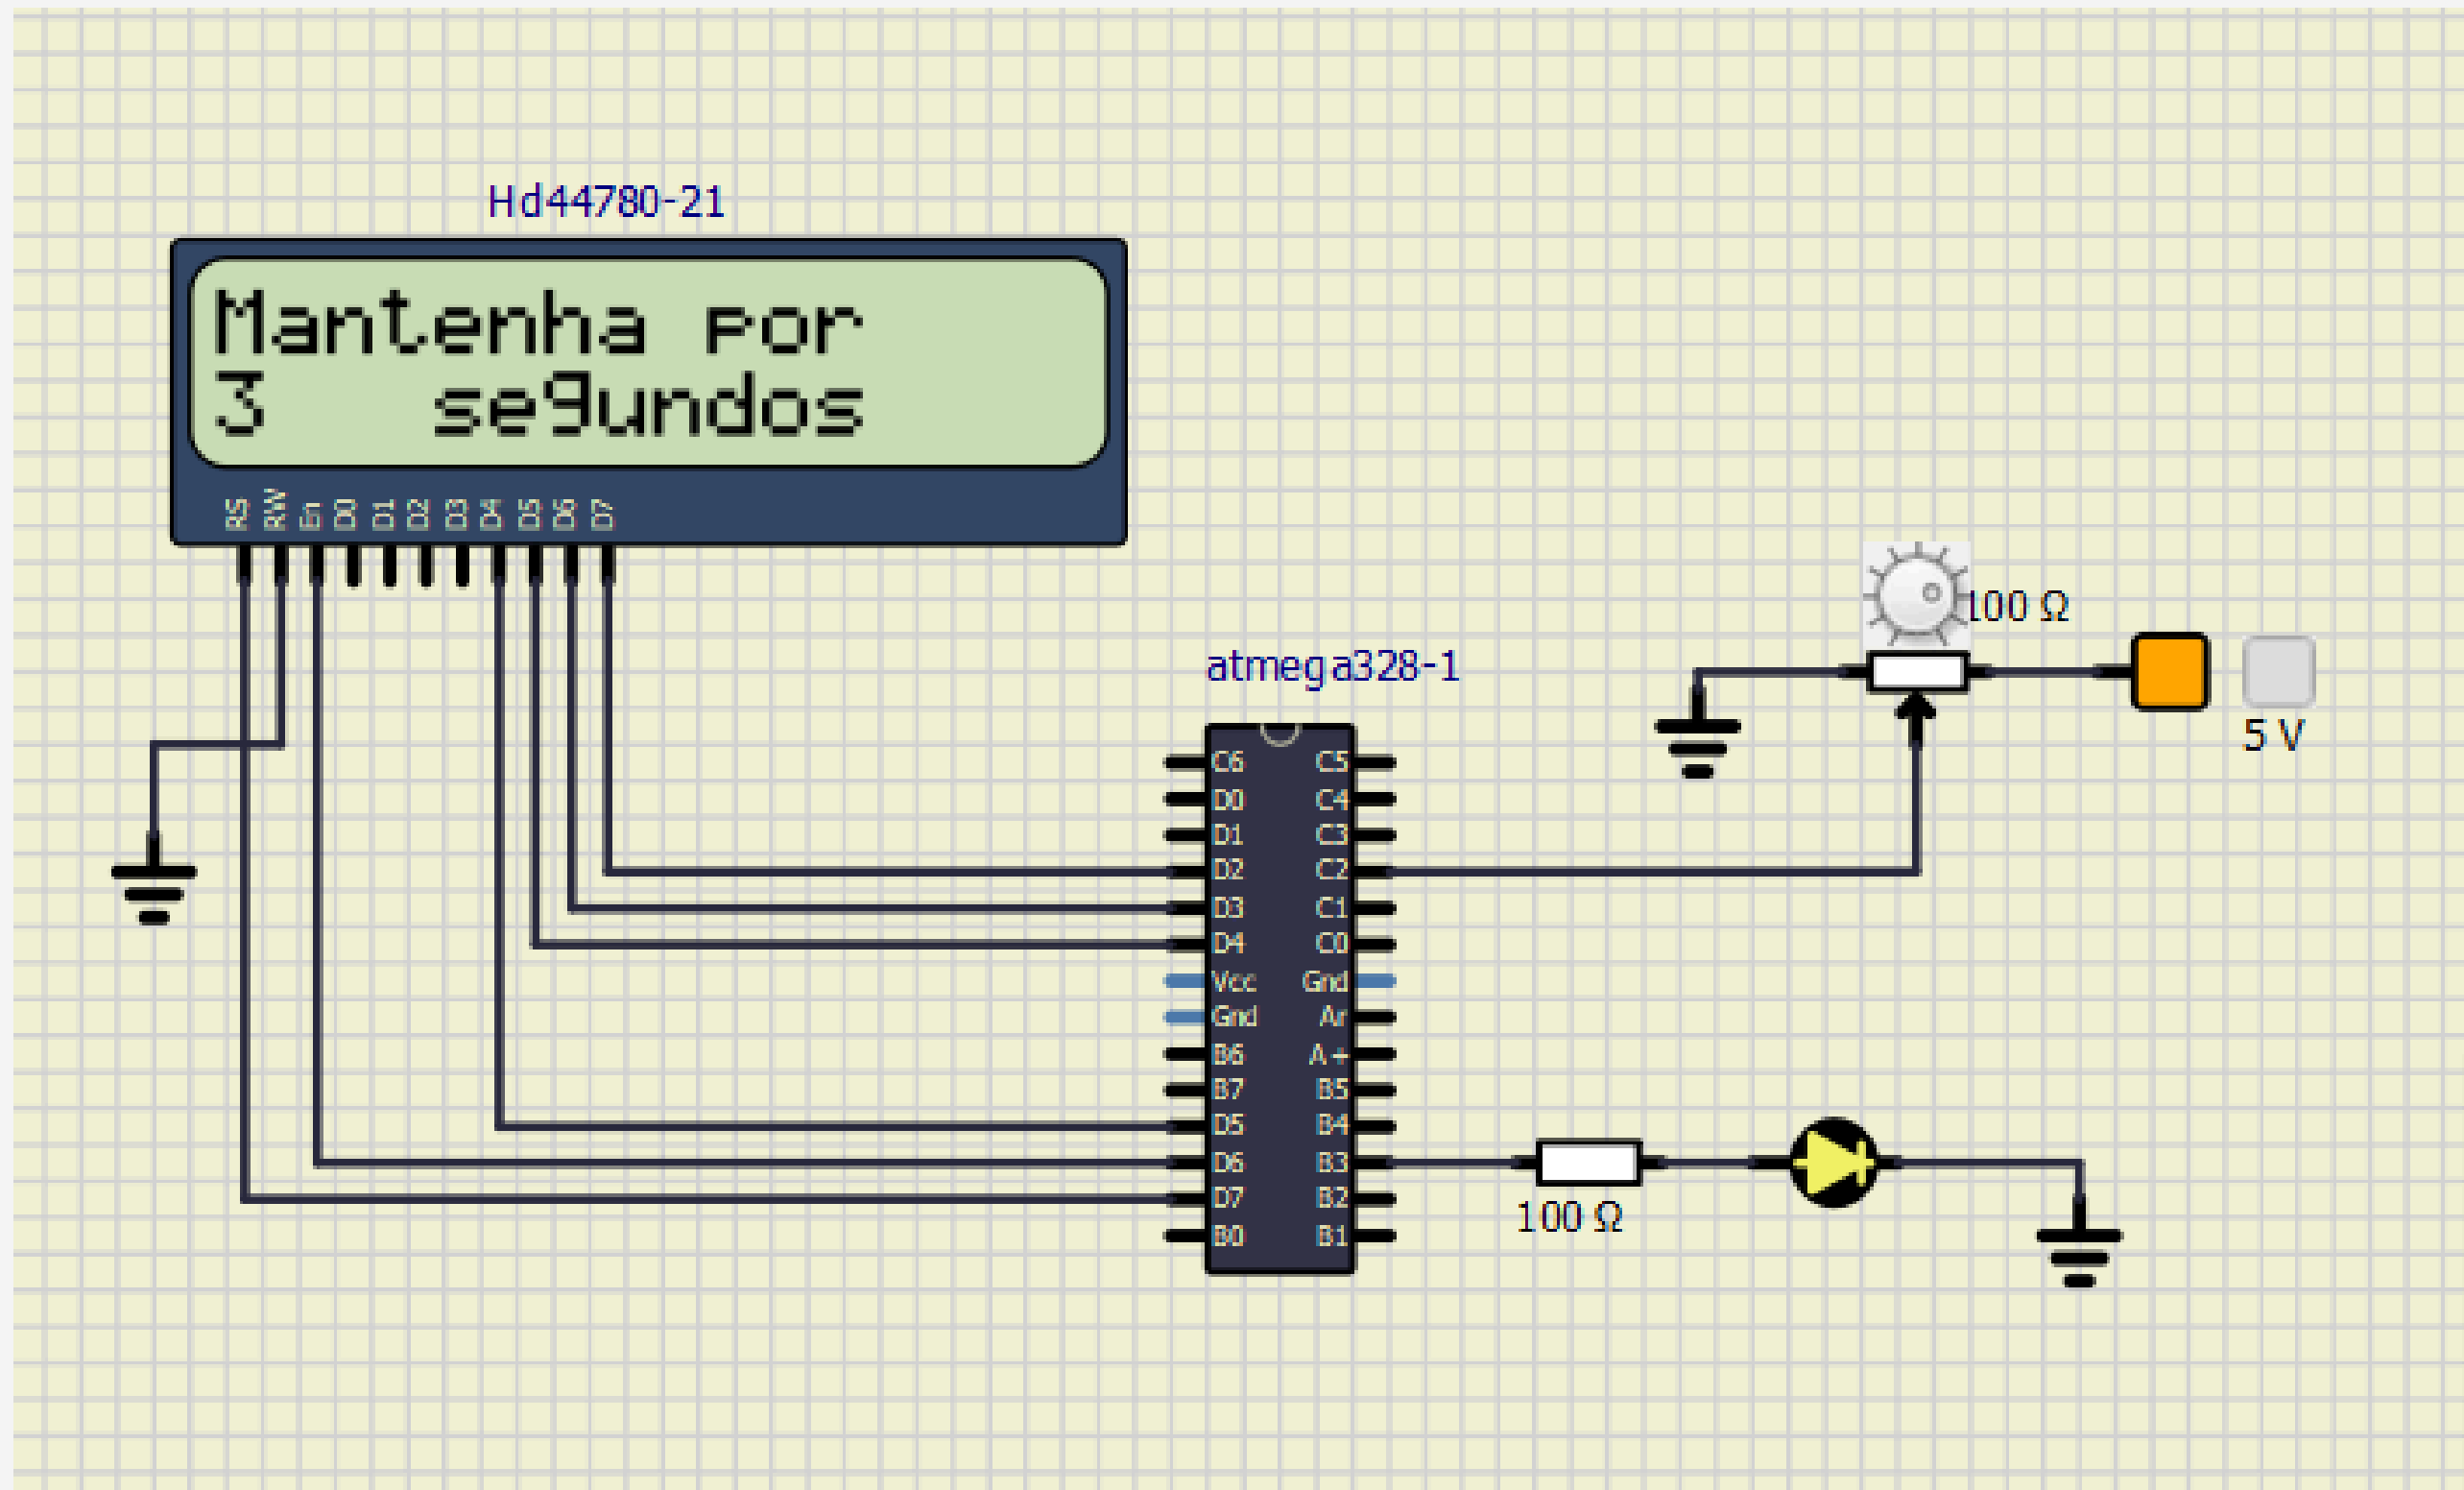 Hd44780-21
Mantenha por
3 segundos
RS RW En D0 D1 D2 D3 D4 D5 D6 D7
100 Ω
5 V
atmega328-1
C6 C5
D0 C4
D1 C3
D2 C2
D3 C1
D4 C0
Vcc Gnd
Gnd Ar
B6 A+
B7 B5
D5 B4
D6 B3
D7 B2
B0 B1
100 Ω